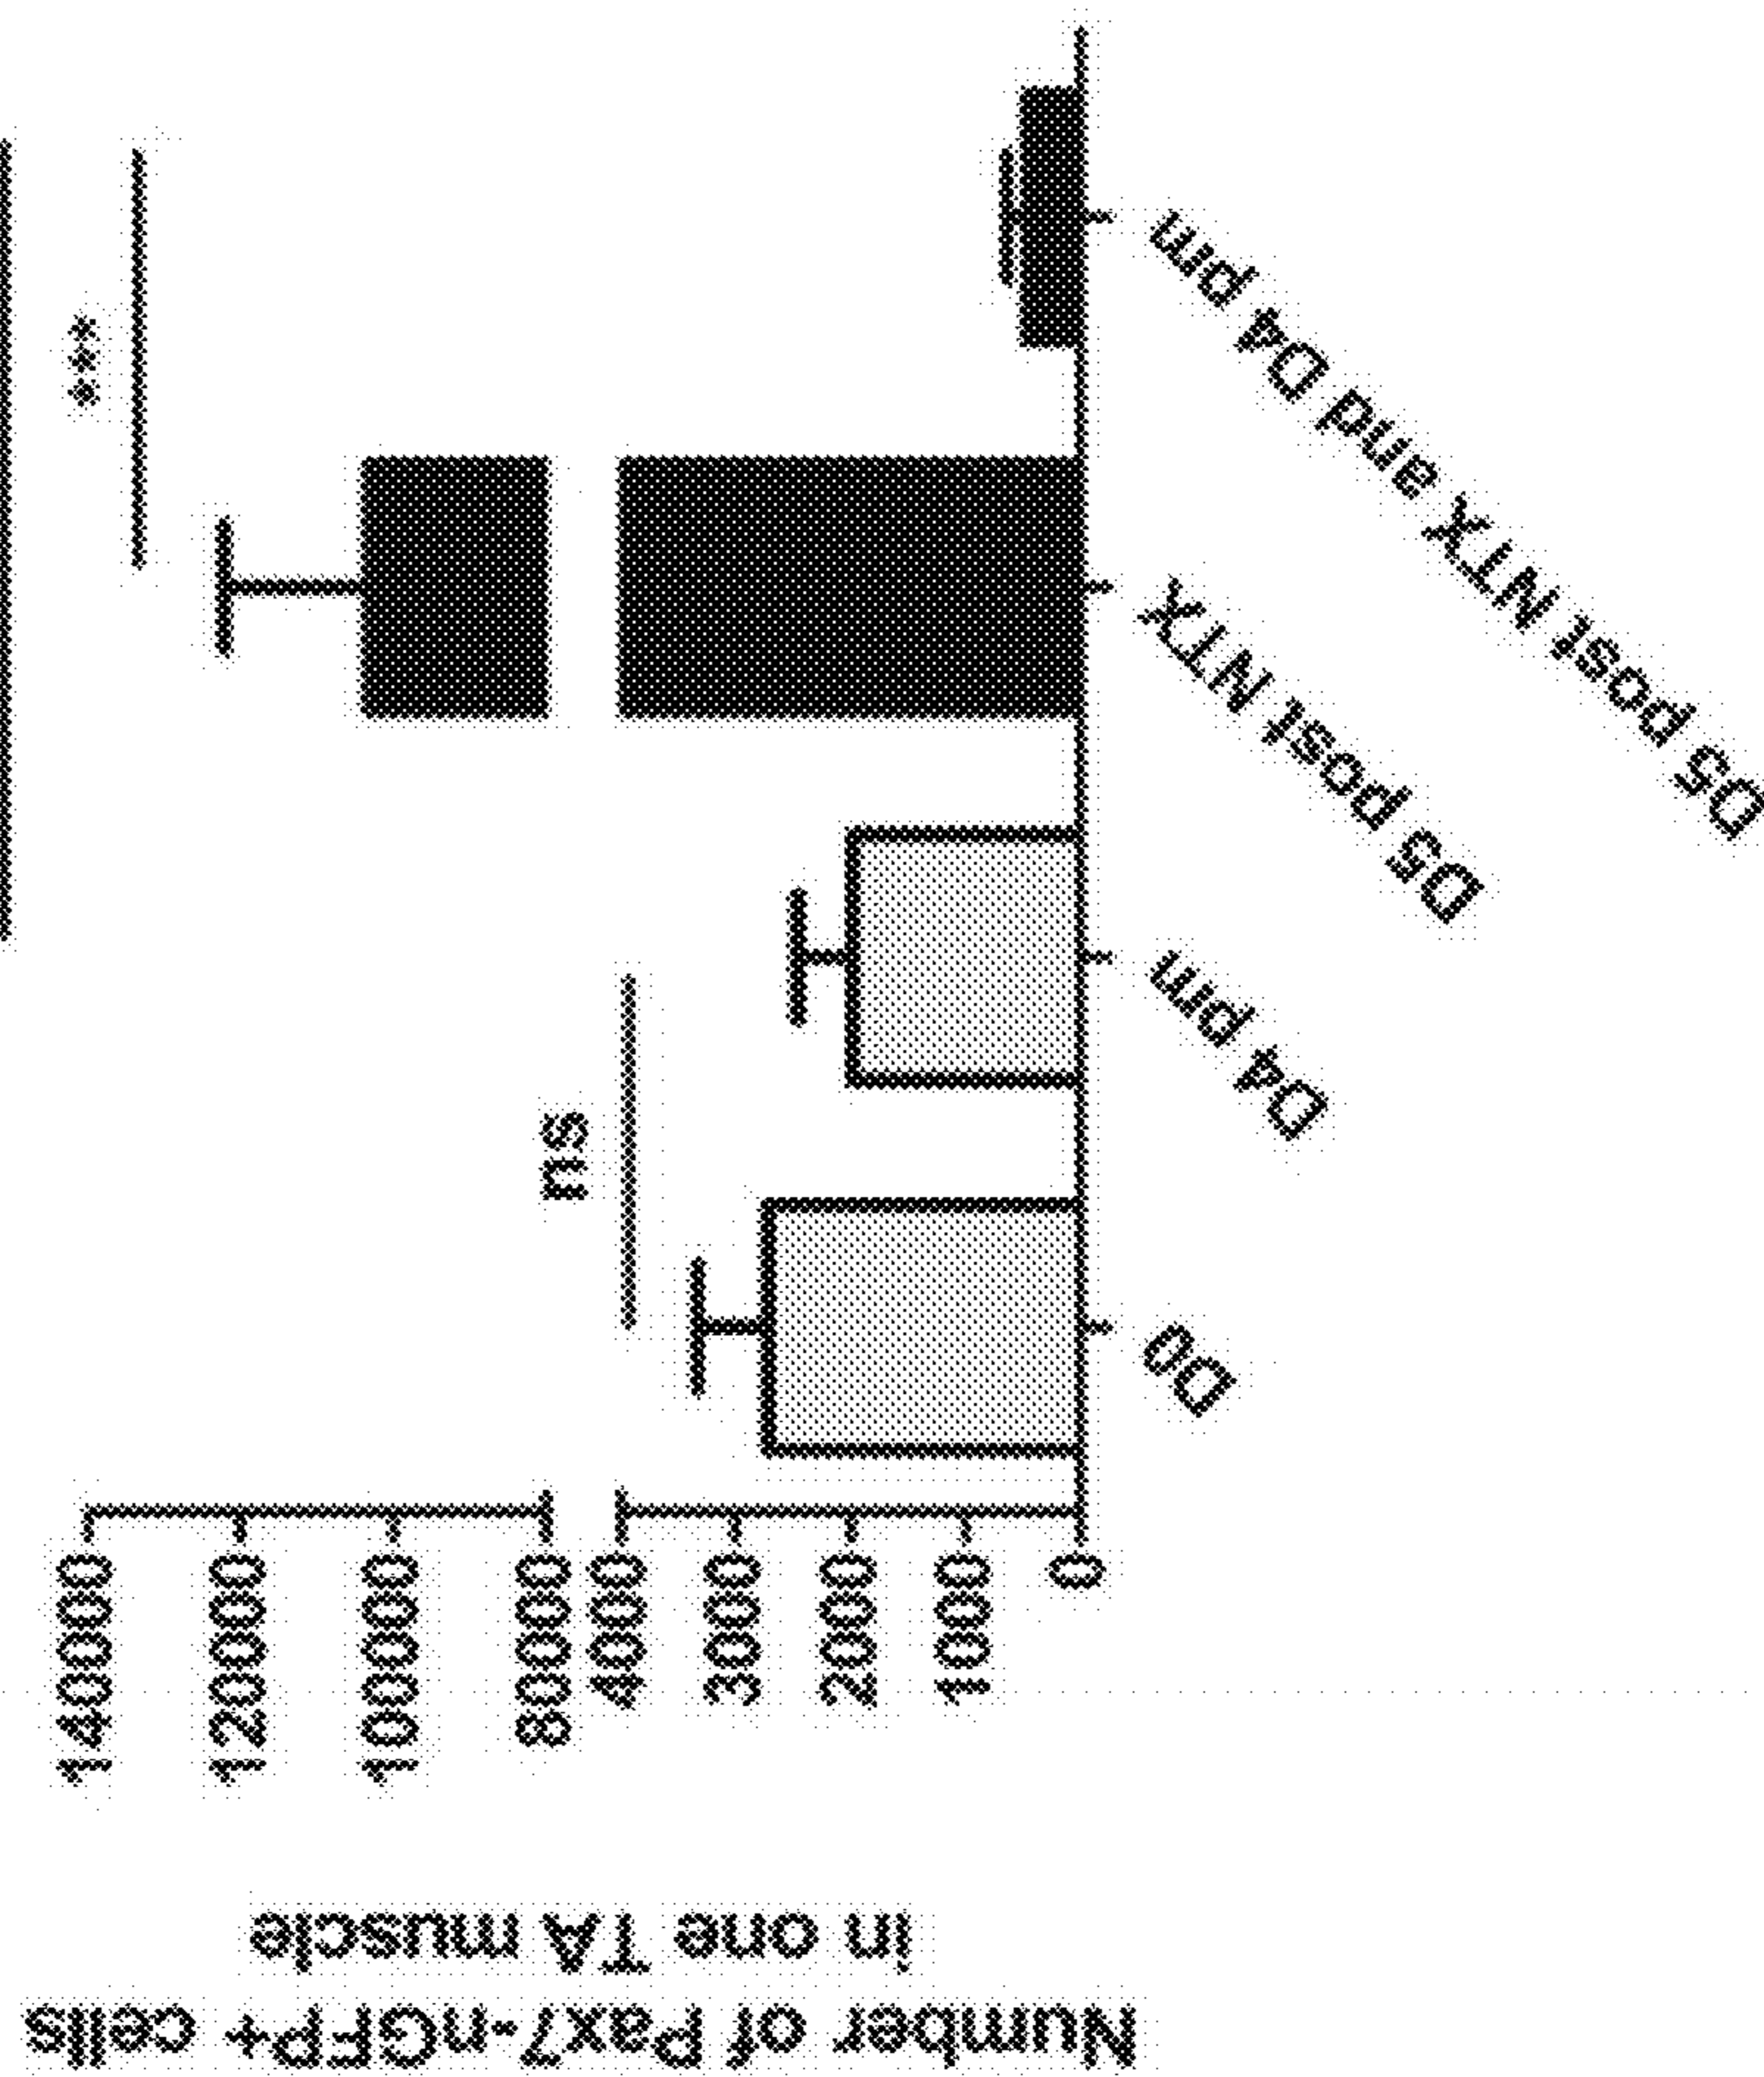 Number of Pax7-nGFP+ cells
in one TA muscle
140000
120000
100000
80000
4000
3000
2000
1000
0
ns
***
D0
D4 pm
D5 post NTX
D5 post NTX and D4 pm